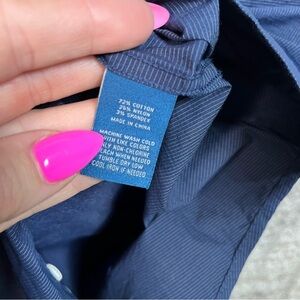 72% COTTON
25% NYLON
3% SPANDEX
MADE IN CHINA
MACHINE WASH COLD
WITH LIKE COLORS
ONLY NON-CHLORINE
BLEACH WHEN NEEDED
TUMBLE DRY LOW
COOL IRON IF NEEDED